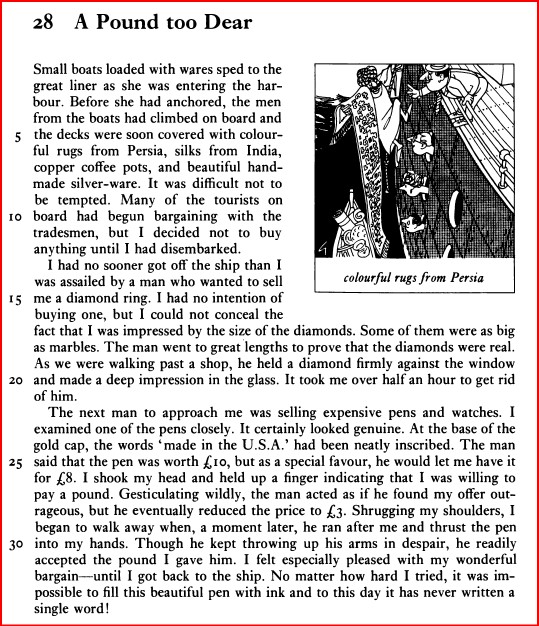 28 A Pound too Dear
Small boats loaded with wares sped to the
great liner as she was entering the har-
bour. Before she had anchored, the men
from the boats had climbed on board and
5 the decks were soon covered with colour-
ful rugs from Persia, silks from India,
copper coffee pots, and beautiful hand-
made silver-ware. It was difficult not to
be tempted. Many of the tourists on
10 board had begun bargaining with the
tradesmen, but I decided not to buy
anything until I had disembarked.
I had no sooner got off the ship than I
was assailed by a man who wanted to sell
15 me a diamond ring. I had no intention of
buying one, but I could not conceal the
fact that I was impressed by the size of the diamonds. Some of them were as big
as marbles. The man went to great lengths to prove that the diamonds were real.
As we were walking past a shop, he held a diamond firmly against the window
20 and made a deep impression in the glass. It took me over half an hour to get rid
of him.
The next man to approach me was selling expensive pens and watches. I
examined one of the pens closely. It certainly looked genuine. At the base of the
gold cap, the words ‘made in the U.S.A.’ had been neatly inscribed. The man
25 said that the pen was worth £10, but as a special favour, he would let me have it
for £8. I shook my head and held up a finger indicating that I was willing to
pay a pound. Gesticulating wildly, the man acted as if he found my offer out-
rageous, but he eventually reduced the price to £3. Shrugging my shoulders, I
began to walk away when, a moment later, he ran after me and thrust the pen
30 into my hands. Though he kept throwing up his arms in despair, he readily
accepted the pound I gave him. I felt especially pleased with my wonderful
bargain—until I got back to the ship. No matter how hard I tried, it was im-
possible to fill this beautiful pen with ink and to this day it has never written a
single word!
colourful rugs from Persia